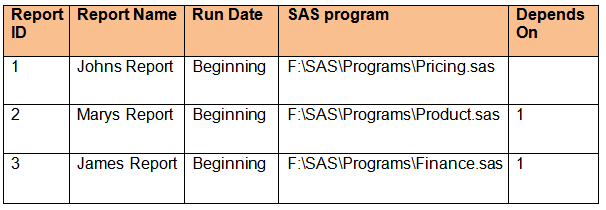 Report ID Report Name Run Date SAS program Depends On
1 Johns Report Beginning F:\SAS\Programs\Pricing.sas
2 Marys Report Beginning F:\SAS\Programs\Product.sas 1
3 James Report Beginning F:\SAS\Programs\Finance.sas 1